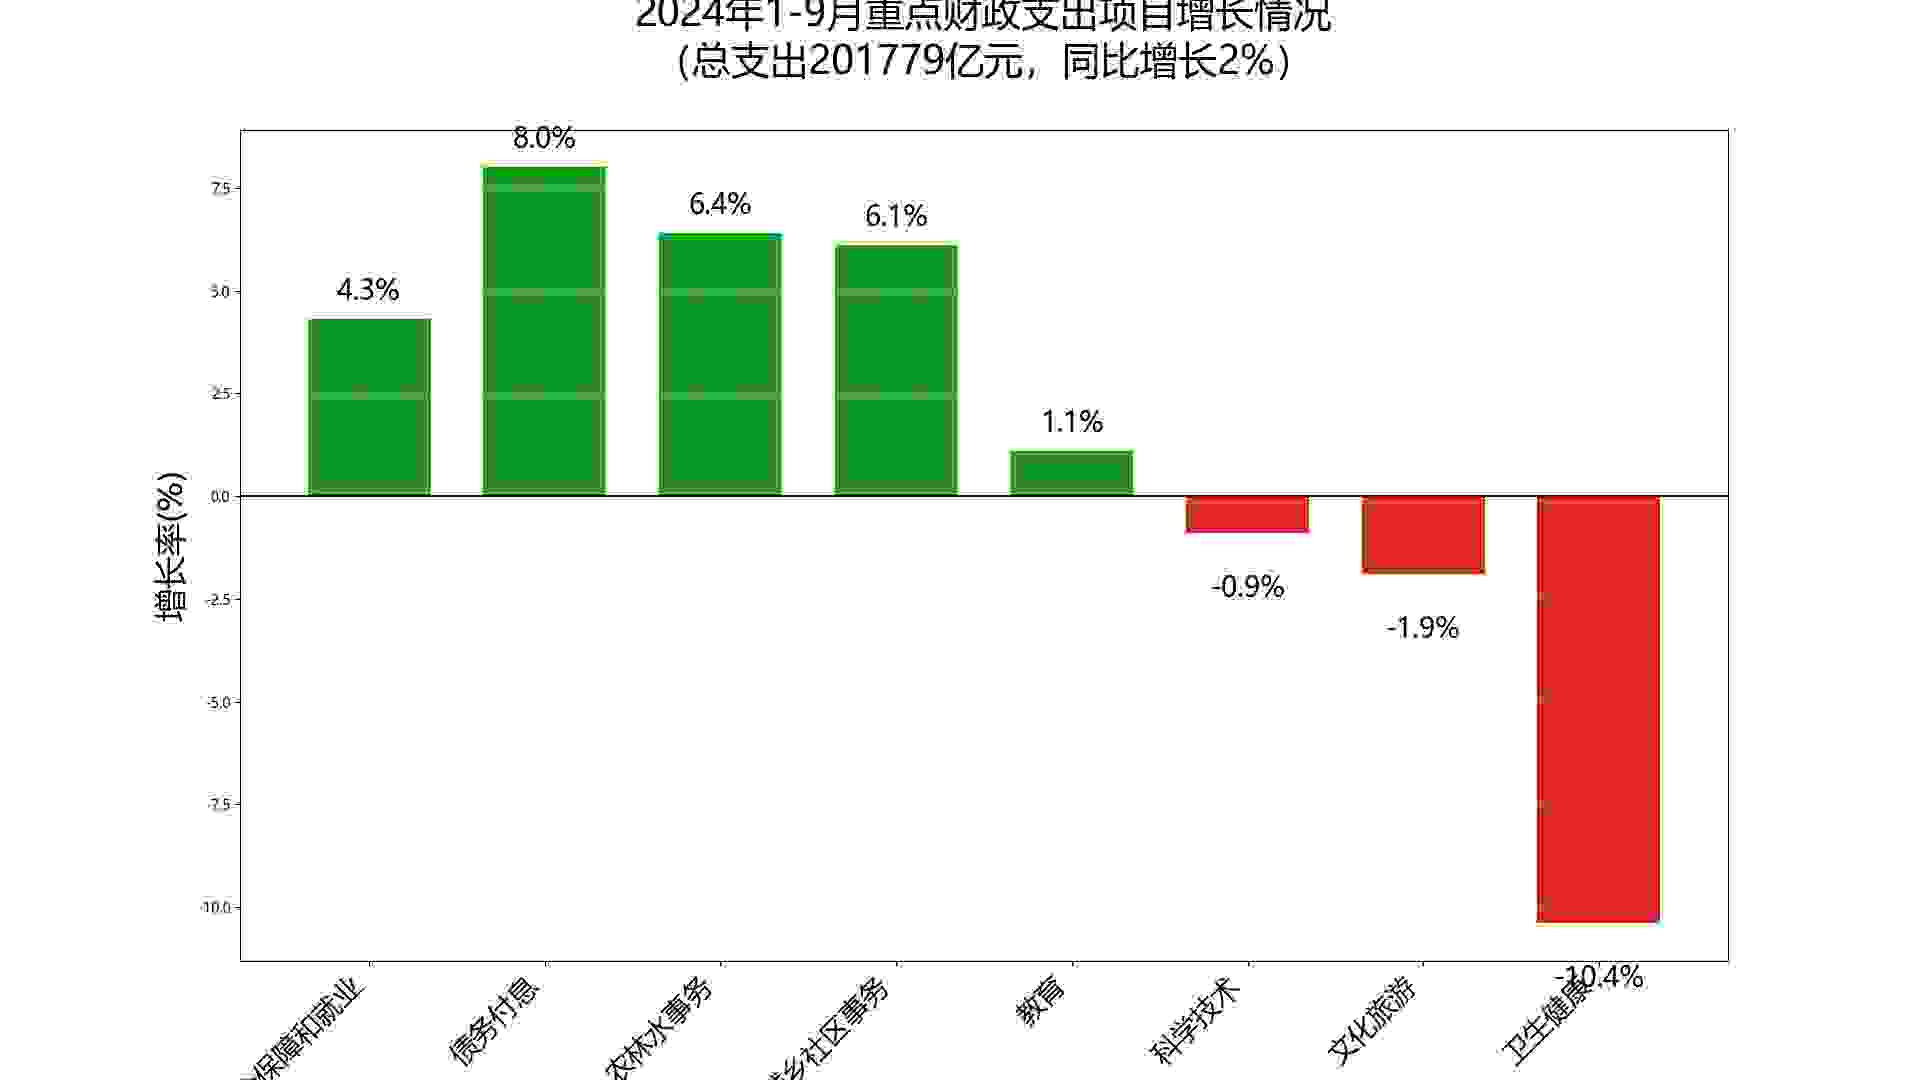 2024年1-9月重点财政支出项目增长情况
（总支出201779亿元，同比增长2%）
8.0%
7.5
6.4%
6.1%
5.0
4.3%
2.5
1.1%
0.0
增长率(%)
-0.9%
-2.5
-1.9%
-5.0
-7.5
-10.0
-10.4%
保障和就业
债务付息
农林水事务
乡社区事务
教育
科学技术
文化旅游
卫生健康